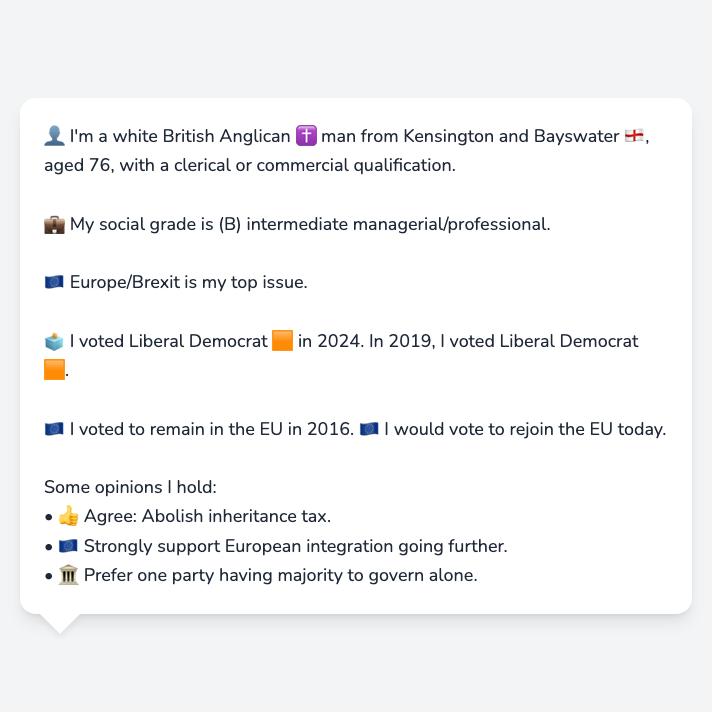 👤 I'm a white British Anglican ✝️ man from Kensington and Bayswater 🏴󠁧󠁢󠁥󠁮󠁧󠁿,
aged 76, with a clerical or commercial qualification.
💼 My social grade is (B) intermediate managerial/professional.
🇪🇺 Europe/Brexit is my top issue.
🗳️ I voted Liberal Democrat 🟧 in 2024. In 2019, I voted Liberal Democrat
🟧.
🇪🇺 I voted to remain in the EU in 2016. 🇪🇺 I would vote to rejoin the EU today.
Some opinions I hold:
• 👍 Agree: Abolish inheritance tax.
• 🇪🇺 Strongly support European integration going further.
• 🏛️ Prefer one party having majority to govern alone.